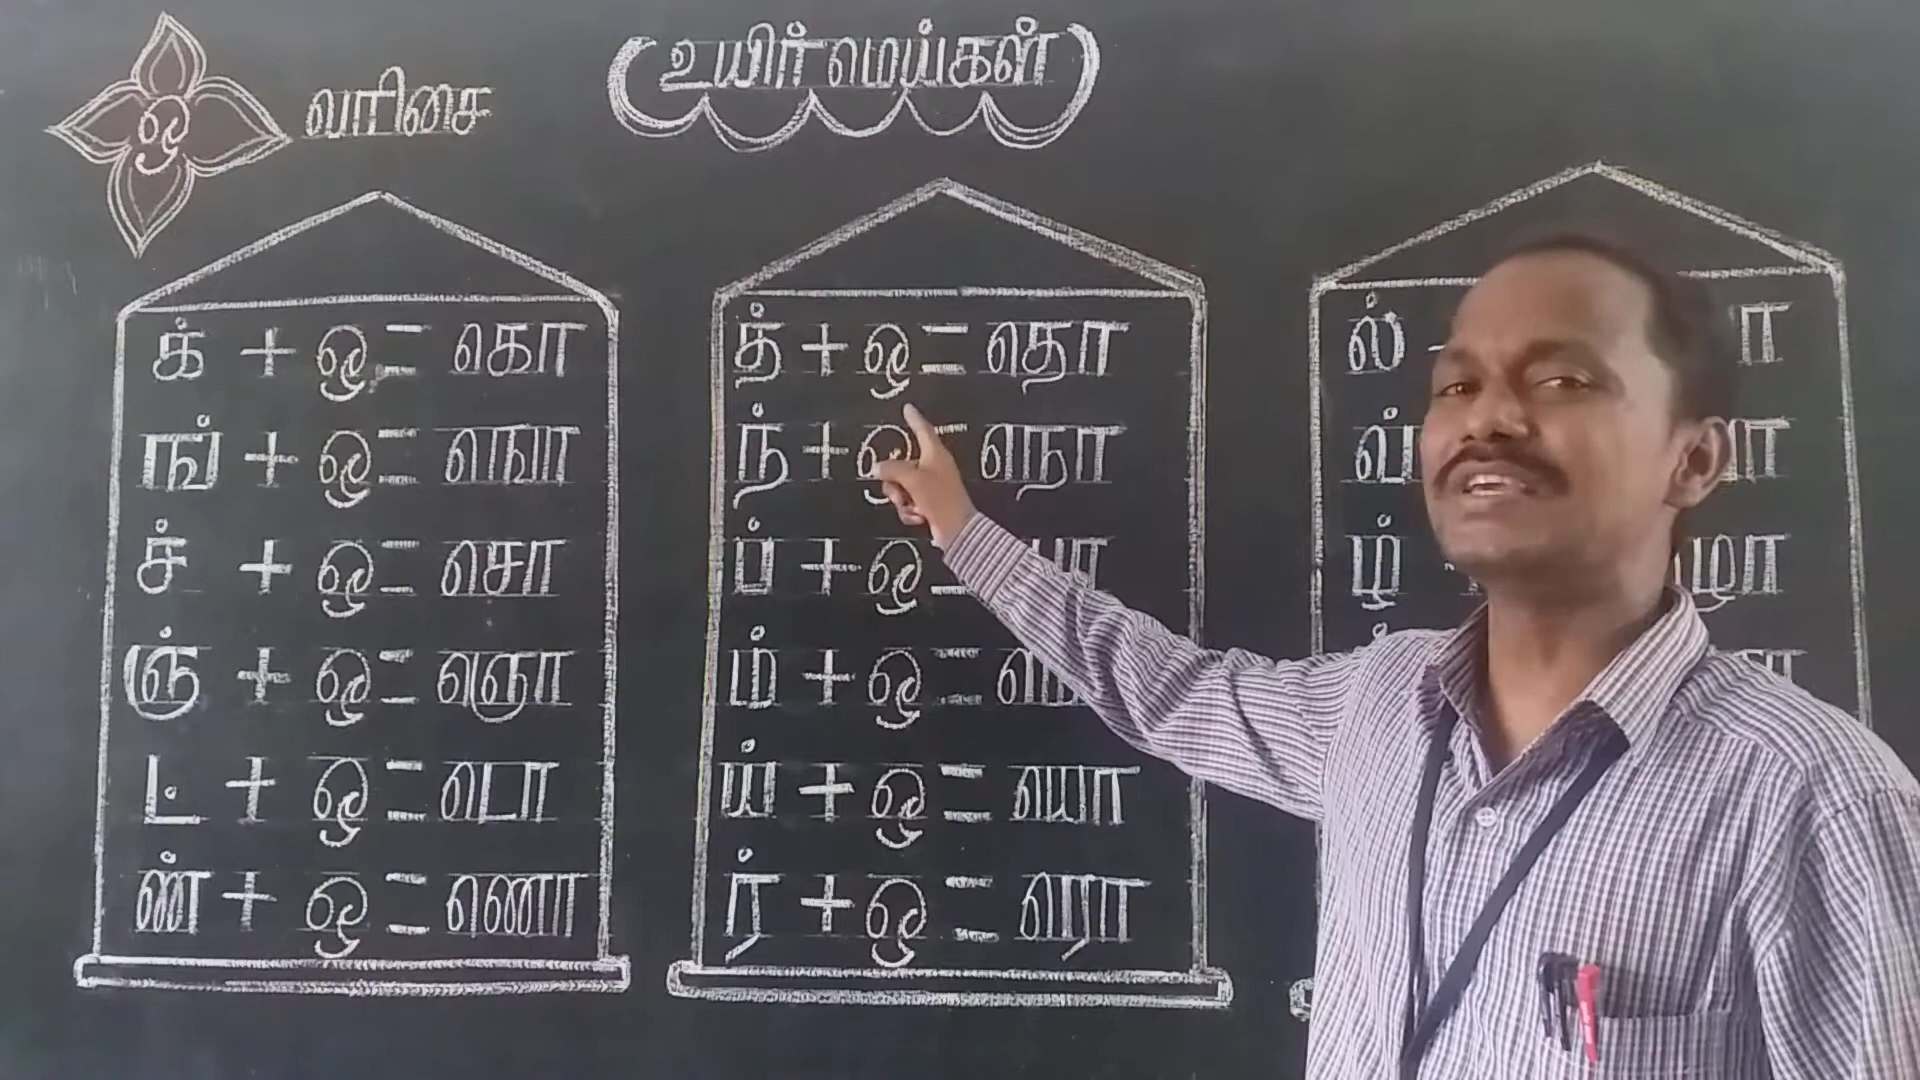 ஒ வரிசை
உயிர்மெய்கள்
க் + ஒ = கொ
ங் + ஒ = ஙொ
ச் + ஒ = சொ
ஞ் + ஒ = ஞொ
ட் + ஒ = டொ
ண் + ஒ = ணொ
த் + ஒ = தொ
ந் + ஒ = நொ
ப் + ஒ =
ம் + ஒ =
ய் + ஒ = யொ
ர் + ஒ = ரொ
ல்
வ்
ழ்